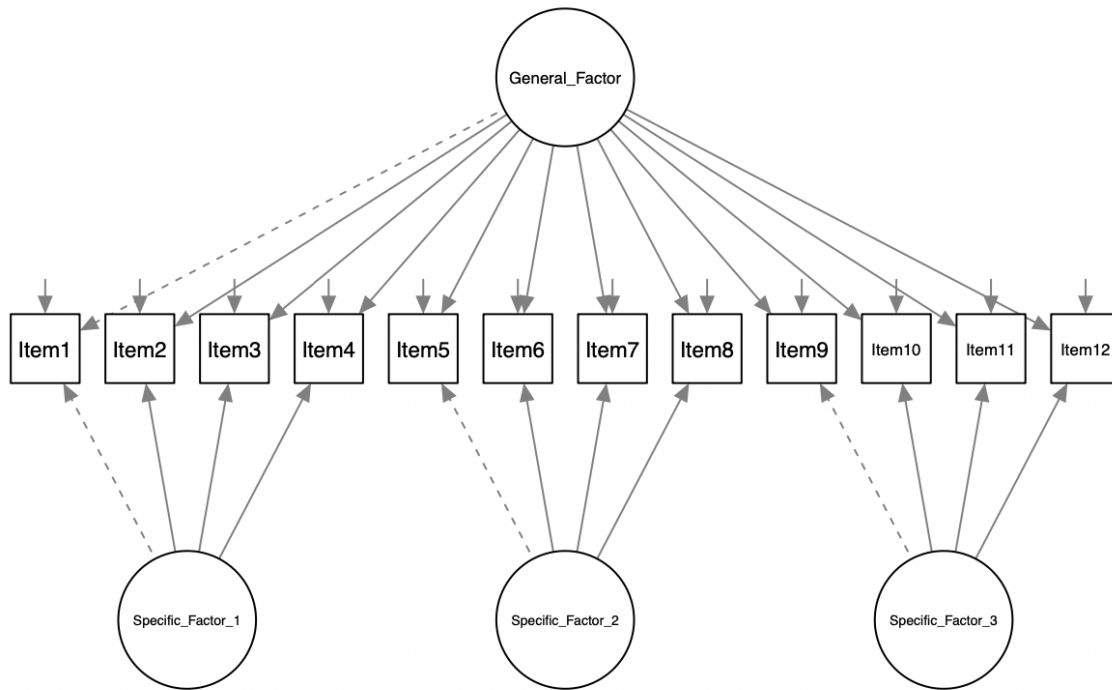 General_Factor
Item1 Item2 Item3 Item4 Item5 Item6 Item7 Item8 Item9 Item10 Item11 Item12
Specific_Factor_1 Specific_Factor_2 Specific_Factor_3